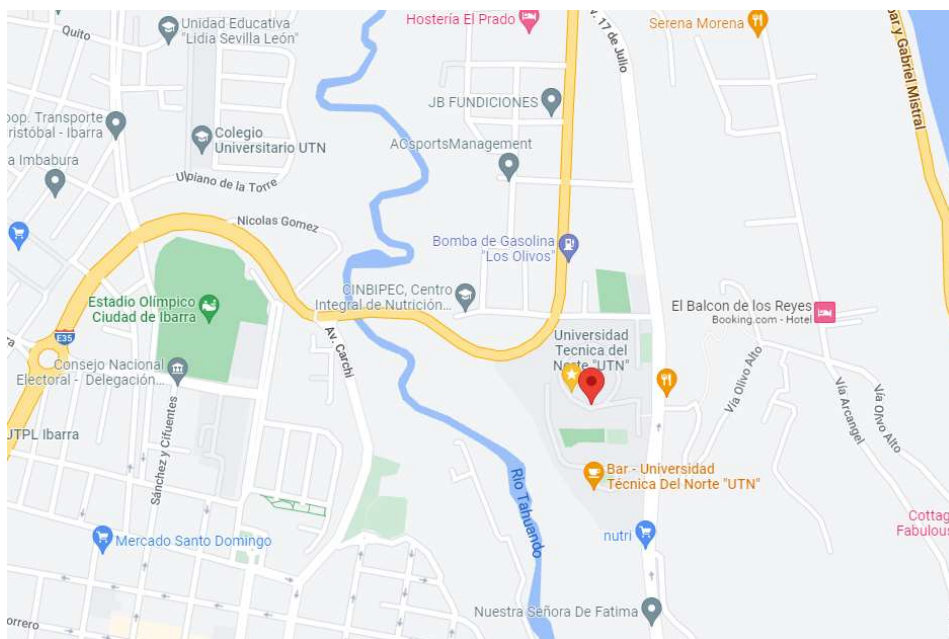 Hostería El Prado
Serena Morena
Unidad Educativa
"Lidia Sevilla León"
Quito
Av. 17 de Julio
y Gabriel Mistral
JB FUNDICIONES
oop. Transporte
ristóbal - Ibarra
Colegio
Universitario UTN
ACsportsManagement
a Imbabura
Ulpiano de la Torre
Nicolas Gomez
Bomba de Gasolina
"Los Olivos"
CINBIPEC, Centro
Integral de Nutrición...
Estadio Olímpico
Ciudad de Ibarra
El Balcon de los Reyes
Booking.com - Hotel
E35
Av. Carchi
Universidad
Tecnica del
Norte "UTN"
Consejo Nacional
Electoral - Delegación...
Vía Olivo Alto
Vía Arcangel
Vía Olivo Alto
UTPL Ibarra
Sánchez y Cifuentes
Bar - Universidad
Técnica Del Norte "UTN"
Rio Tahuando
Cottag
Fabulous
Mercado Santo Domingo
nutri
Nuestra Señora De Fatima
orrero